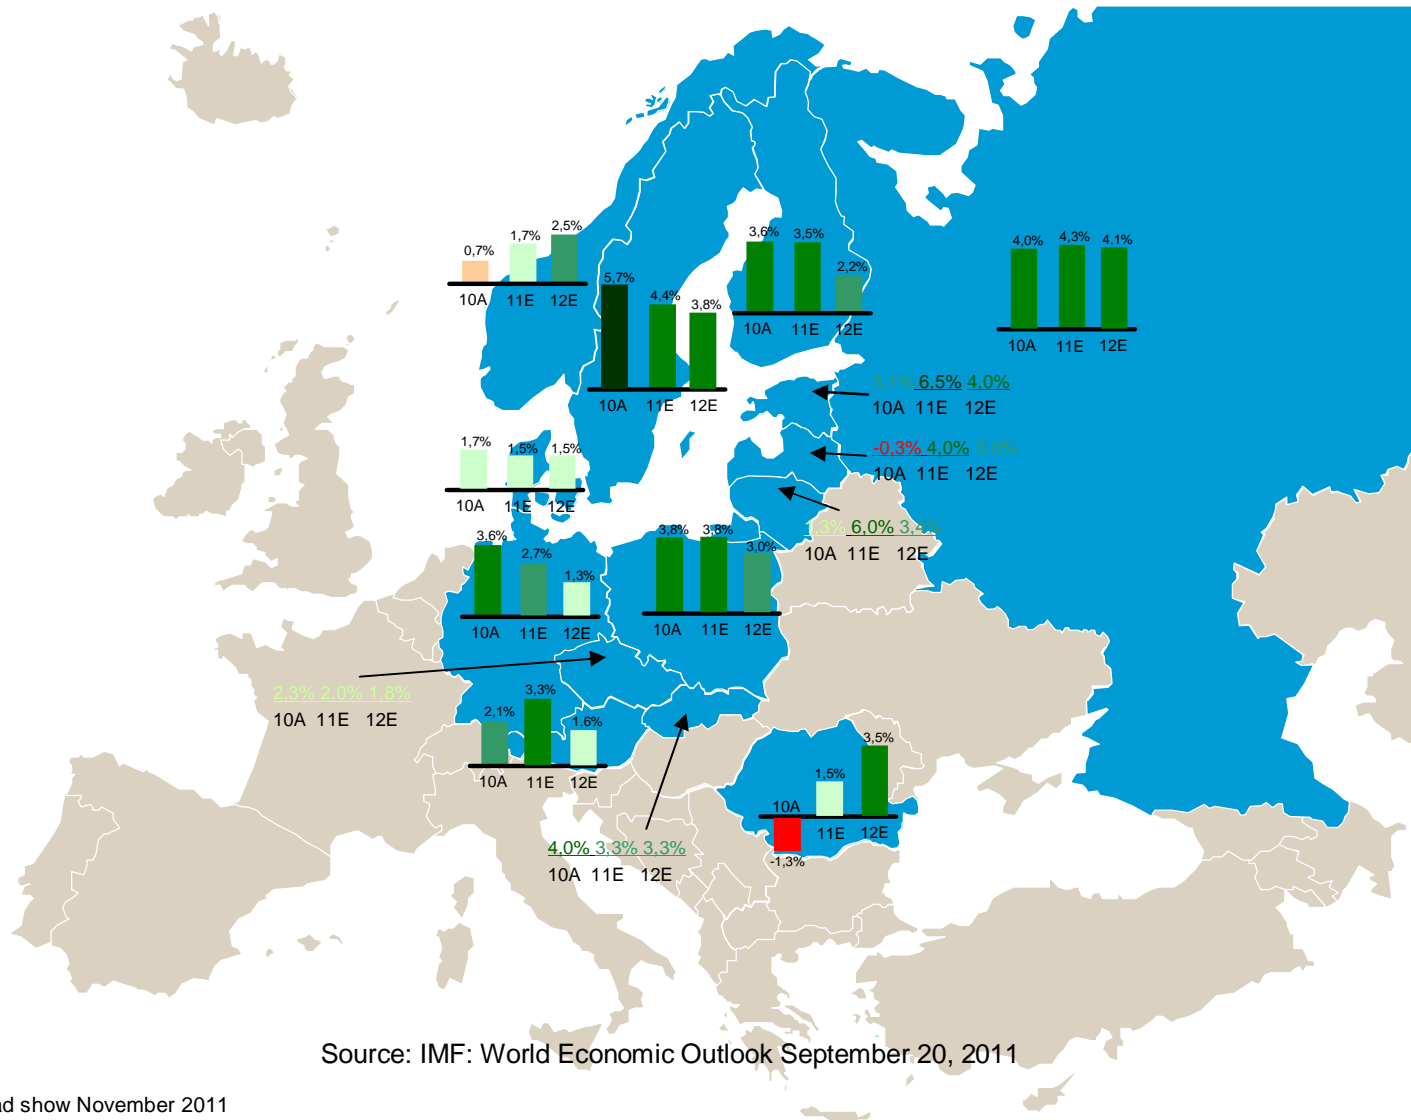 0,7% 1,7% 2,5%
10A 11E 12E
5,7% 4,4% 3,8%
10A 11E 12E
3,6% 3,5% 2,2%
10A 11E 12E
4,0% 4,3% 4,1%
10A 11E 12E
3,1% 6,5% 4,0%
10A 11E 12E
-0,3% 4,0% 3,0%
10A 11E 12E
1,7% 1,5% 1,5%
10A 11E 12E
1,3% 6,0% 3,4%
10A 11E 12E
3,6% 2,7% 1,3%
10A 11E 12E
3,8% 3,8% 3,0%
10A 11E 12E
2,3% 2,0% 1,8%
10A 11E 12E
2,1% 3,3% 1,6%
10A 11E 12E
1,5% 3,5%
10A 11E 12E
-1,3%
4,0% 3,3% 3,3%
10A 11E 12E
Source: IMF: World Economic Outlook September 20, 2011
ad show November 2011